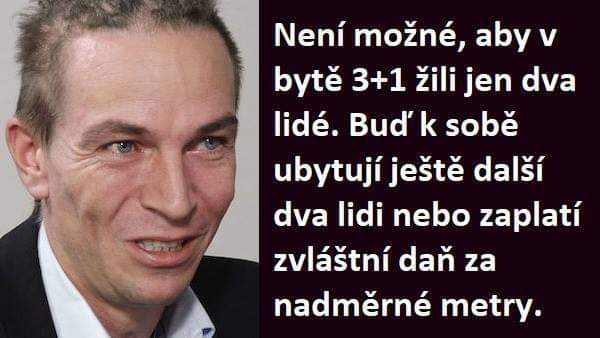 Není možné, aby v
bytě 3+1 žili jen dva
lidé. Buď k sobě
ubytují ještě další
dva lidi nebo zaplatí
zvláštní daň za
nadměrné metry.